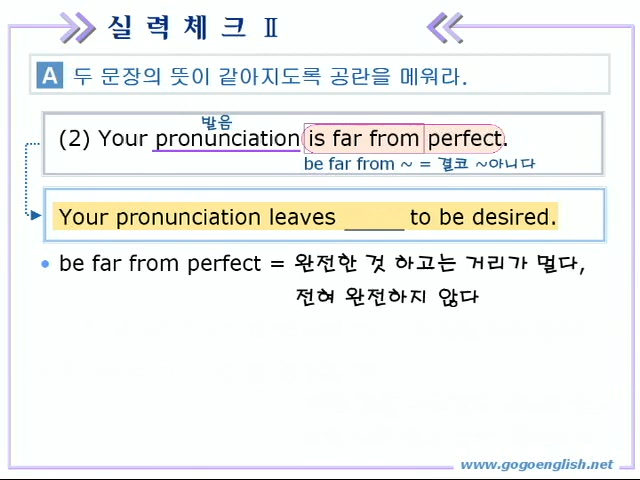 실력체크 Ⅱ
A 두 문장의 뜻이 같아지도록 공란을 메워라.
발음
(2) Your pronunciation is far from perfect.
be far from ~ = 결코 ~아니다
Your pronunciation leaves _____ to be desired.
• be far from perfect = 완전한 것 하고는 거리가 멀다,
전혀 완전하지 않다
www.gogoenglish.net